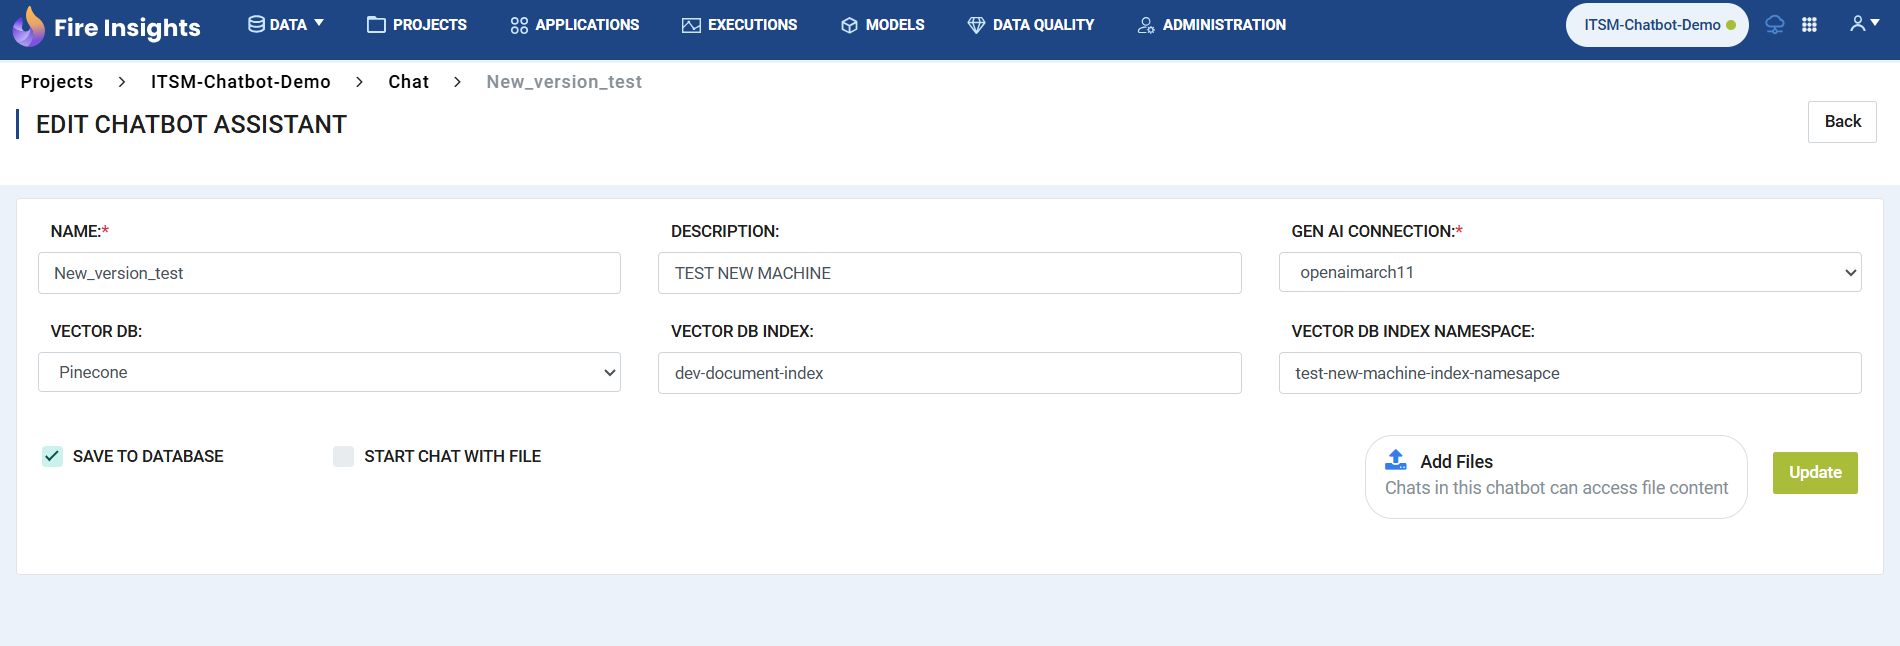 Fire Insights DATA PROJECTS APPLICATIONS EXECUTIONS MODELS DATA QUALITY ADMINISTRATION ITSM-Chatbot-Demo
Projects > ITSM-Chatbot-Demo > Chat > New_version_test
EDIT CHATBOT ASSISTANT
Back
NAME:* DESCRIPTION: GEN AI CONNECTION:*
New_version_test TEST NEW MACHINE openaimarch11
VECTOR DB: VECTOR DB INDEX: VECTOR DB INDEX NAMESPACE:
Pinecone dev-document-index test-new-machine-index-namesapce
SAVE TO DATABASE START CHAT WITH FILE
Add Files
Chats in this chatbot can access file content
Update